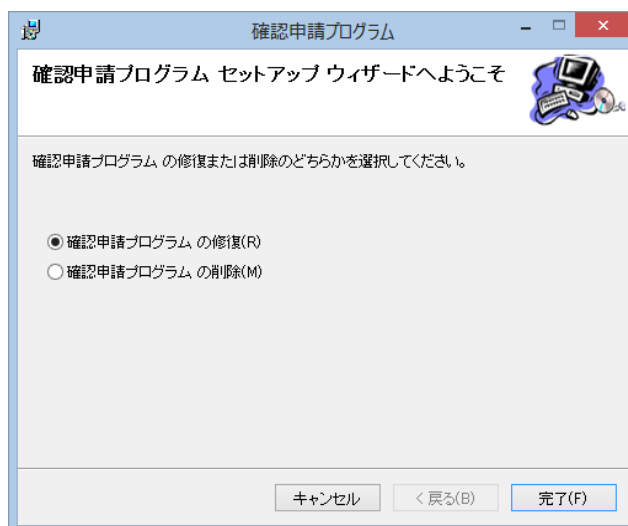 確認申請プログラム
確認申請プログラム セットアップ ウィザードへようこそ
確認申請プログラム の修復または削除のどちらかを選択してください。
確認申請プログラム の修復(R)
確認申請プログラム の削除(M)
キャンセル
< 戻る(B)
完了(F)